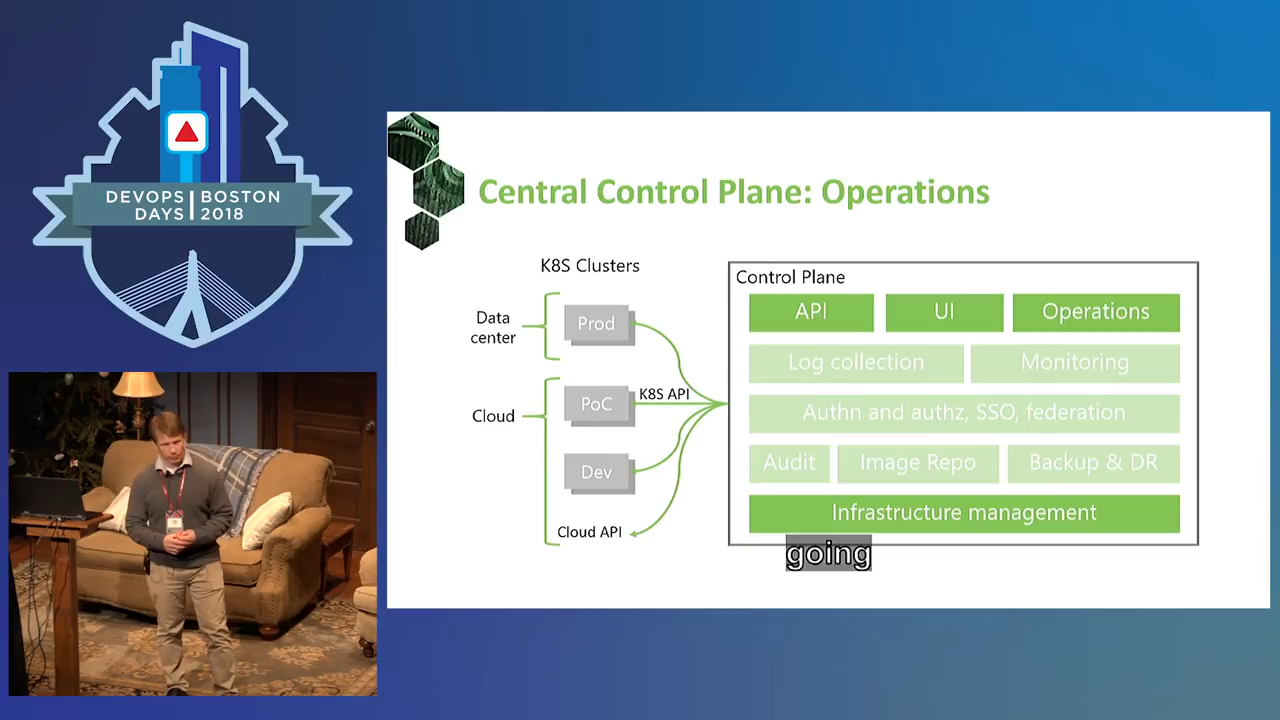 DEVOPS BOSTON
DAYS 2018
Central Control Plane: Operations
K8S Clusters
Data
center
Prod
Cloud
PoC
K8S API
Dev
Cloud API
Control Plane
API UI Operations
Log collection Monitoring
Authn and authz, SSO, federation
Audit Image Repo Backup & DR
Infrastructure management
going